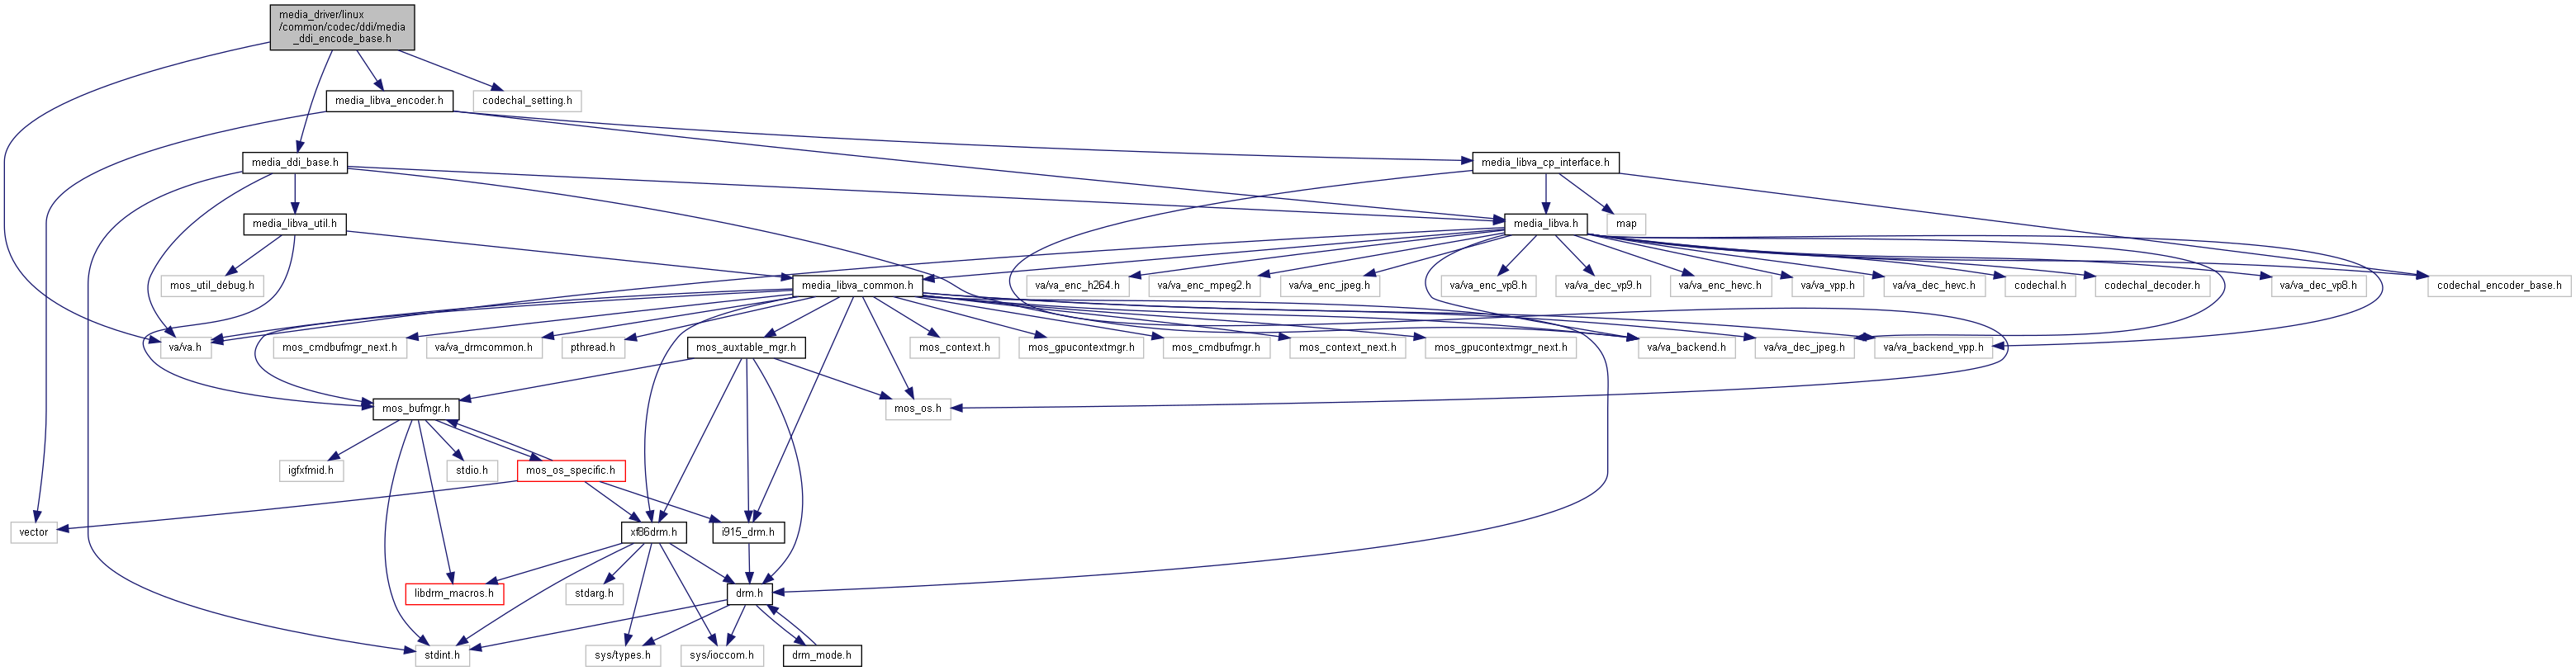 media_driver/linux
/common/codec/ddi/media
_ddi_encode_base.h
media_libva_encoder.h
codechal_setting.h
media_ddi_base.h
media_libva_cp_interface.h
media_libva_util.h
media_libva.h
map
mos_util_debug.h
media_libva_common.h
va/va_enc_h264.h
va/va_enc_mpeg2.h
va/va_enc_jpeg.h
va/va_enc_vp8.h
va/va_dec_vp9.h
va/va_enc_hevc.h
va/va_vpp.h
va/va_dec_hevc.h
codechal.h
codechal_decoder.h
va/va_dec_vp8.h
codechal_encoder_base.h
va/va.h
mos_cmdbufmgr_next.h
va/va_drmcommon.h
pthread.h
mos_auxtable_mgr.h
mos_context.h
mos_gpucontextmgr.h
mos_cmdbufmgr.h
mos_context_next.h
mos_gpucontextmgr_next.h
va/va_backend.h
va/va_dec_jpeg.h
va/va_backend_vpp.h
mos_bufmgr.h
mos_os.h
igfxfmid.h
stdio.h
mos_os_specific.h
vector
xf86drm.h
i915_drm.h
libdrm_macros.h
stdarg.h
drm.h
stdint.h
sys/types.h
sys/ioccom.h
drm_mode.h